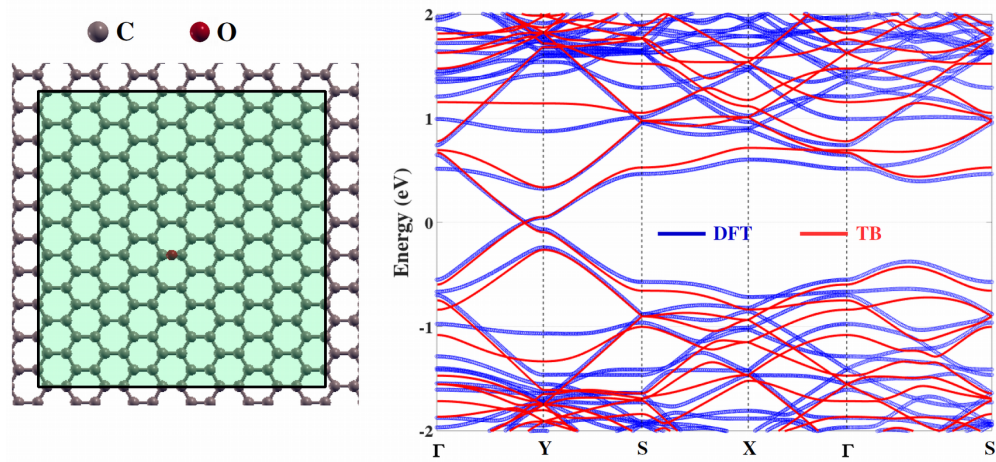 C O
2
1
0
-1
-2
Energy (eV)
DFT TB
Γ Y S X Γ S